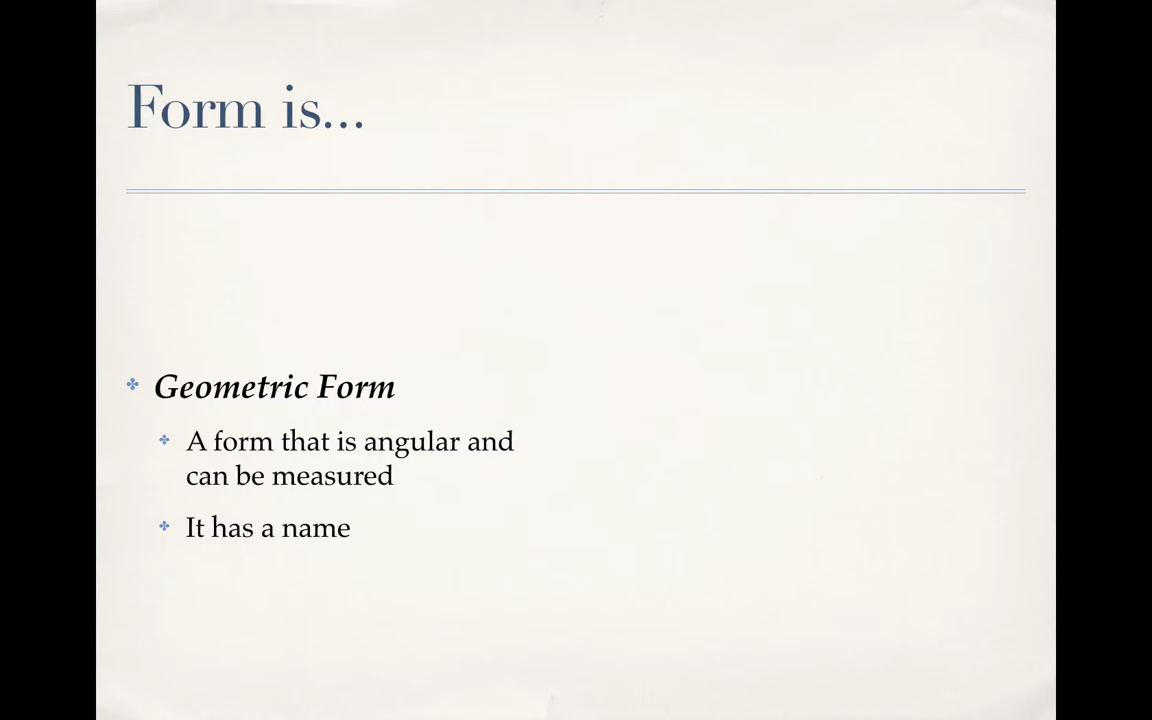 Form is...
Geometric Form
A form that is angular and
can be measured
It has a name